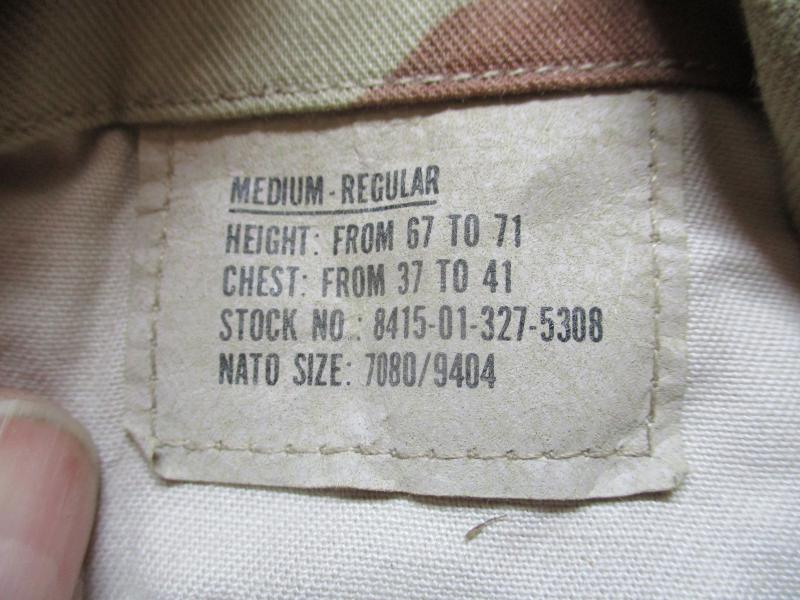 MEDIUM - REGULAR
HEIGHT: FROM 67 TO 71
CHEST: FROM 37 TO 41
STOCK NO.: 8415-01-327-5308
NATO SIZE: 7080/9404